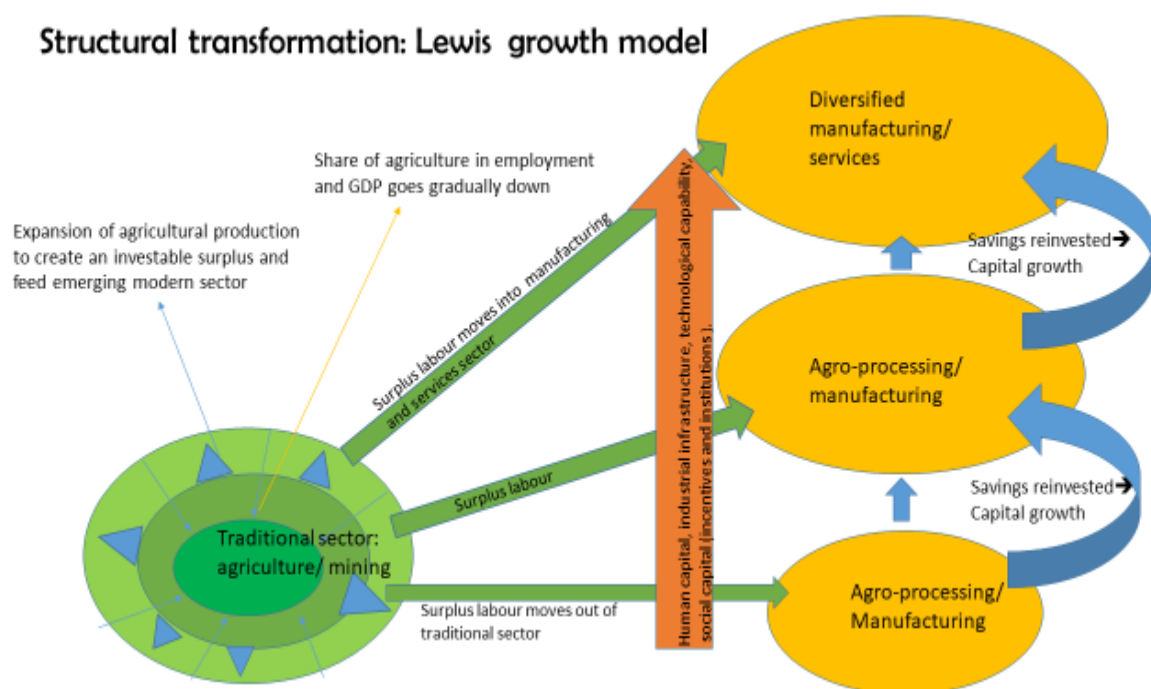 Structural transformation: Lewis growth model
Share of agriculture in employment
and GDP goes gradually down
Expansion of agricultural production
to create an investable surplus and
feed emerging modern sector
Traditional sector:
agriculture/ mining
Surplus labour moves into manufacturing
and services sector
Surplus labour
Surplus labour moves out of
traditional sector
Human capital, industrial infrastructure, technological capability,
social capital (incentives and institutions ).
Diversified
manufacturing/
services
Savings reinvested➔
Capital growth
Agro-processing/
manufacturing
Savings reinvested➔
Capital growth
Agro-processing/
Manufacturing